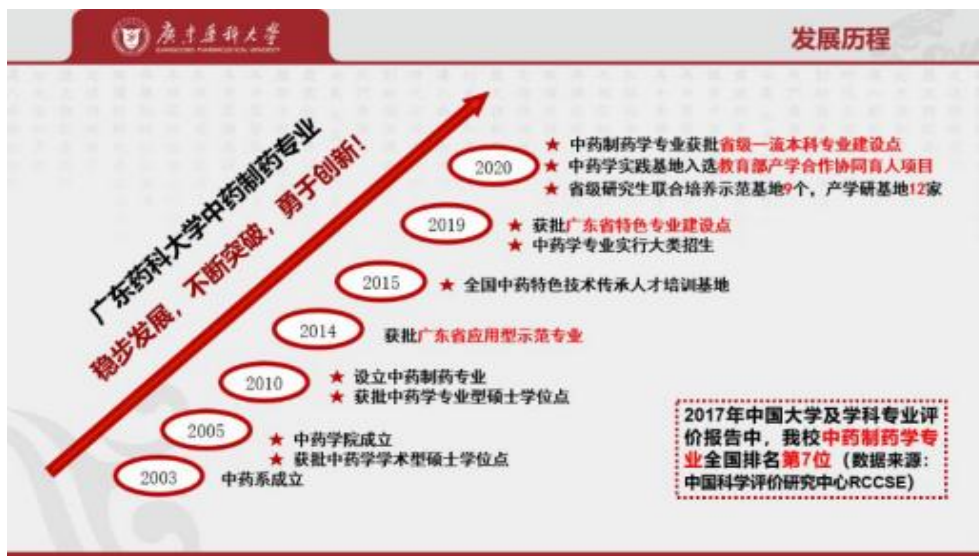 广东药科大学
GUANGDONG PHARMACEUTICAL UNIVERSITY
发展历程
广东药科大学中药制药专业
稳步发展，不断突破，勇于创新！
2020
★ 中药制药学专业获批省级一流本科专业建设点
★ 中药学实践基地入选教育部产学合作协同育人项目
★ 省级研究生联合培养示范基地9个，产学研基地12家
2019
★ 获批广东省特色专业建设点
★ 中药学专业实行大类招生
2015
★ 全国中药特色技术传承人才培训基地
2014
获批广东省应用型示范专业
2010
★ 设立中药制药专业
★ 获批中药学专业型硕士学位点
2005
★ 中药学院成立
★ 获批中药学学术型硕士学位点
2003
中药系成立
2017年中国大学及学科专业评
价报告中，我校中药制药学专
业全国排名第7位（数据来源：
中国科学评价研究中心RCCSE）